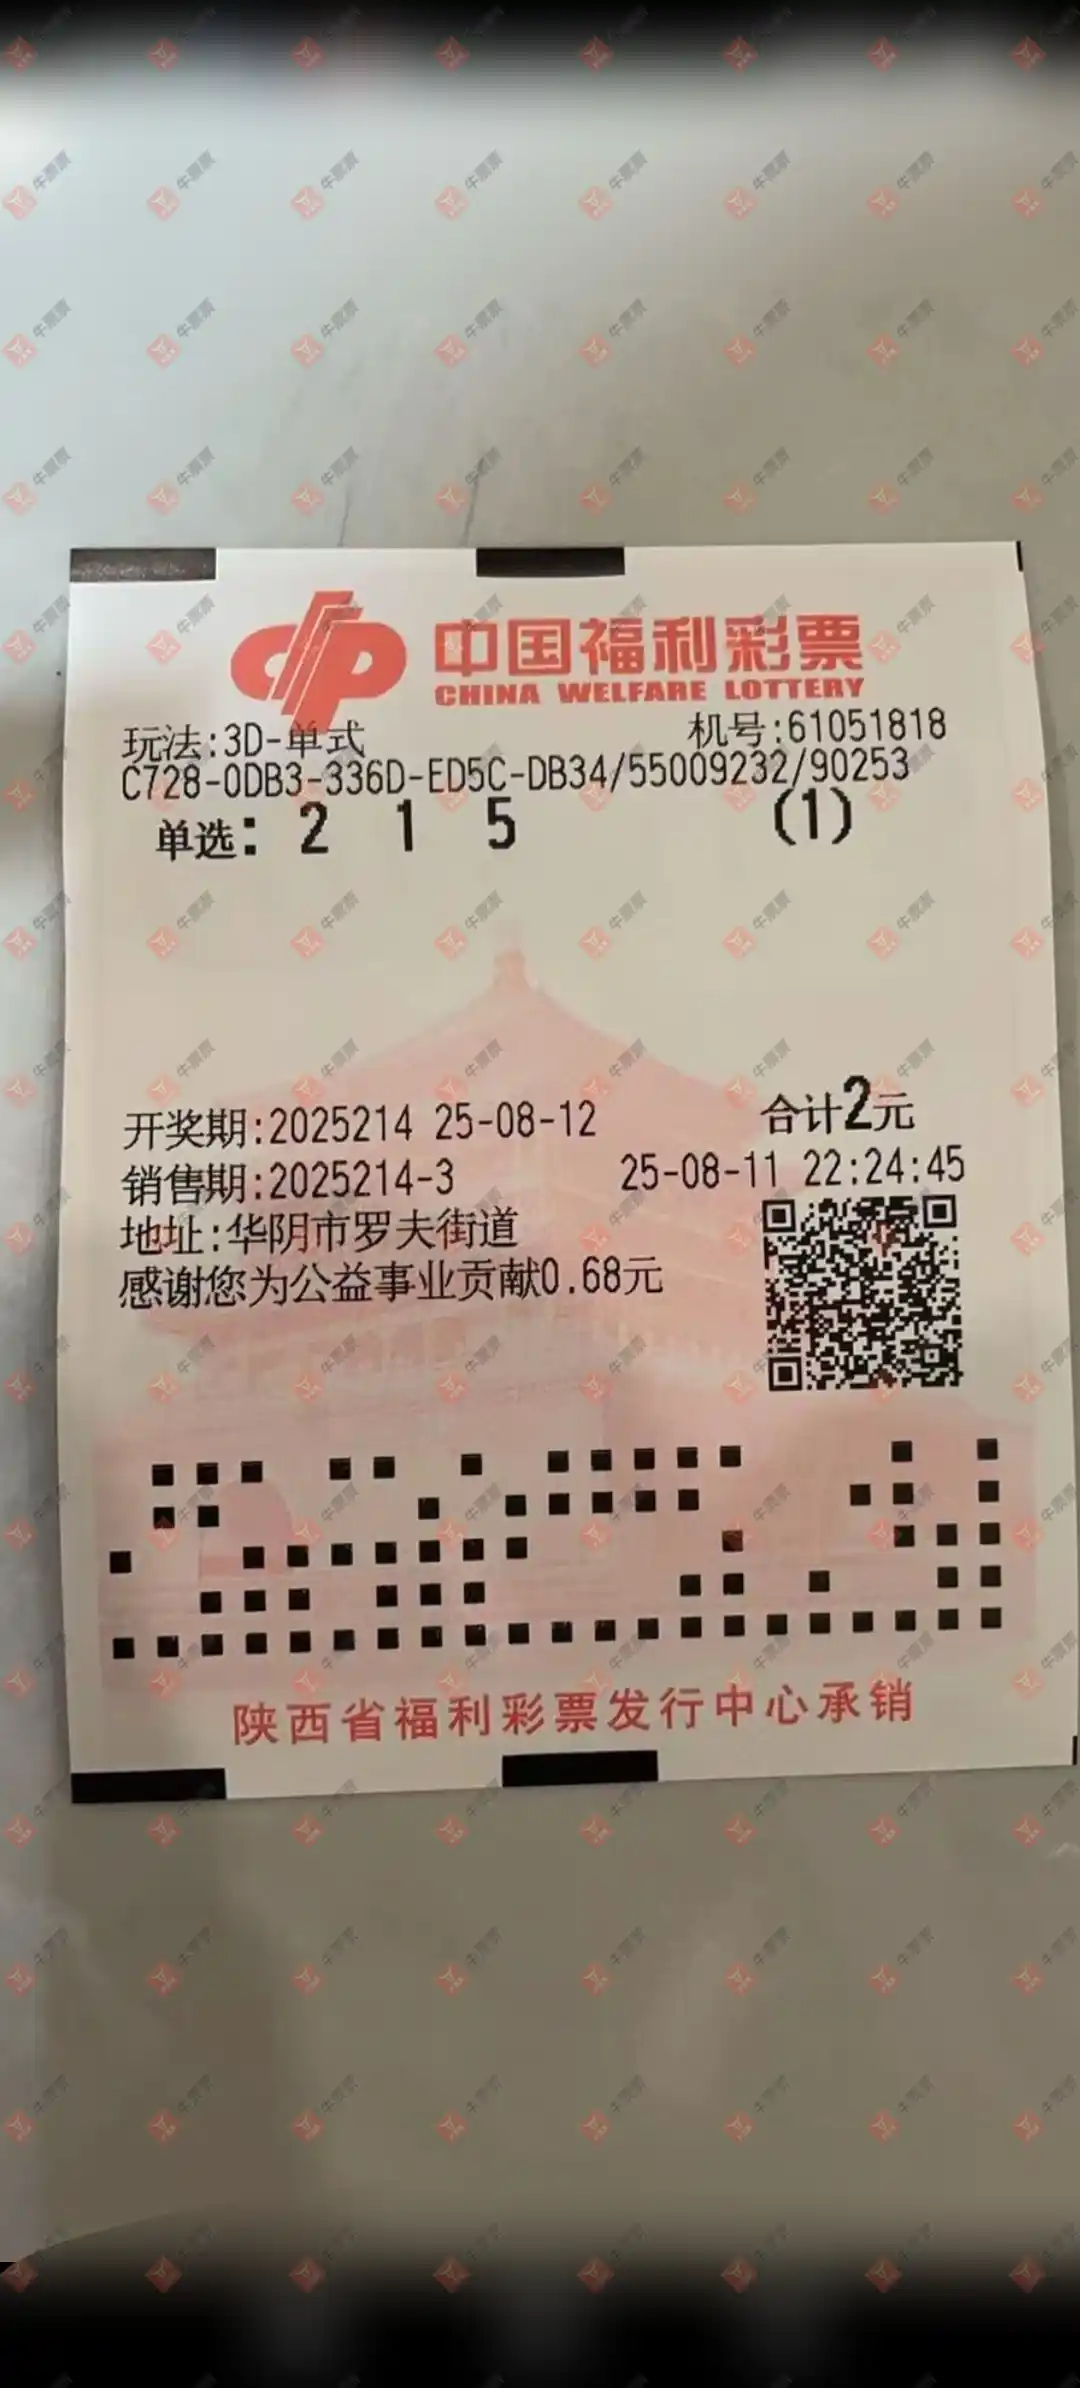 中国福利彩票
CHINA WELFARE LOTTERY
玩法:3D-单式 机号:61051818
C728-0DB3-336D-ED5C-DB34/55009232/90253
单选: 2 1 5 (1)
开奖期:2025214 25-08-12 合计2元
销售期:2025214-3 25-08-11 22:24:45
地址:华阴市罗夫街道
感谢您为公益事业贡献0.68元
陕西省福利彩票发行中心承销
牛票票